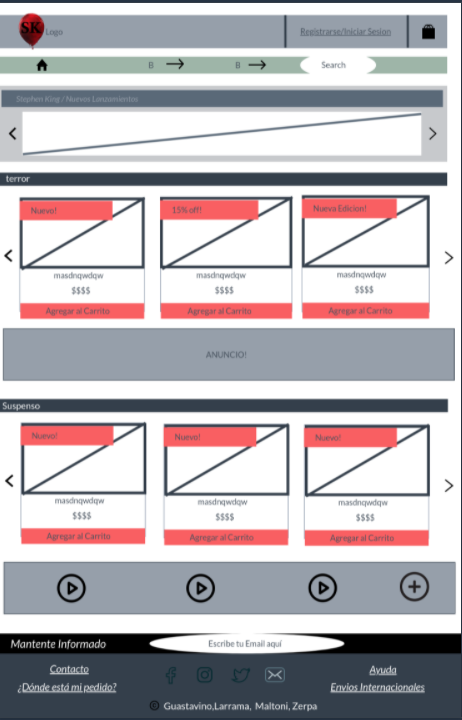 SK Logo Registrarse/Iniciar Sesion
B B Search
Stephen King / Nuevos Lanzamientos
terror
Nuevo! 15% off! Nueva Edicion!
masdnqwdqw masdnqwdqw masdnqwdqw
$$$$ $$$$ $$$$
Agregar al Carrito Agregar al Carrito Agregar al Carrito
ANUNCIO!
Suspenso
Nuevo! Nuevo! Nuevo!
masdnqwdqw masdnqwdqw masdnqwdqw
$$$$ $$$$ $$$$
Agregar al Carrito Agregar al Carrito Agregar al Carrito
Mantente Informado Escribe tu Email aquí
Contacto Ayuda
¿Dónde está mi pedido? Envios Internacionales
© Guastavino,Larrama, Maltoni, Zerpa